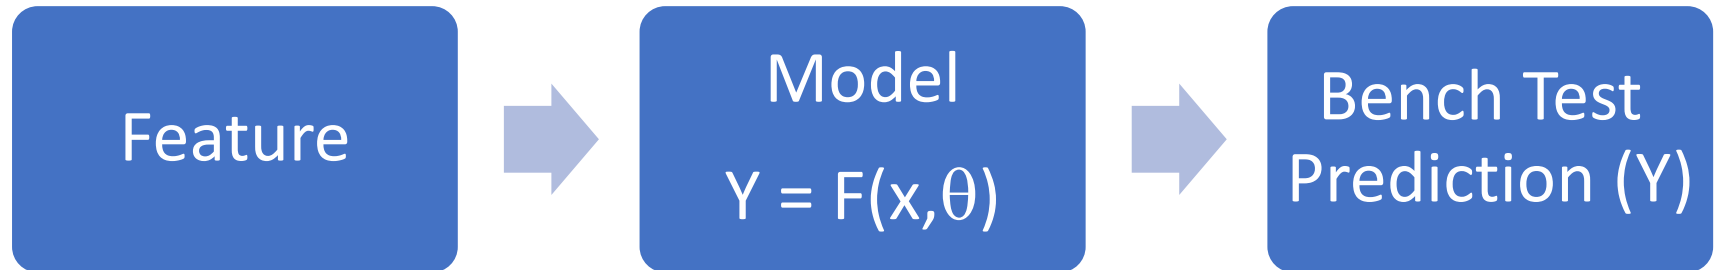 Feature
Model
Y = F(x,θ)
Bench Test
Prediction (Y)